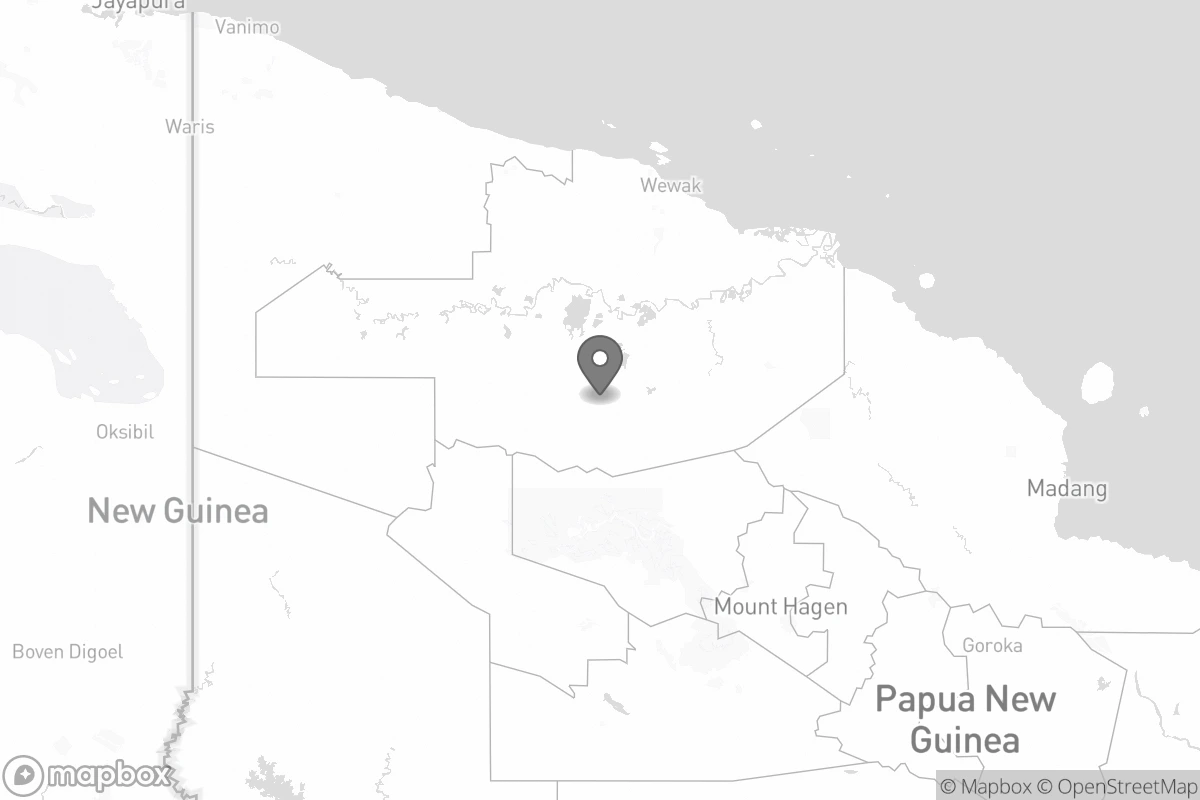 Jayapura
Vanimo
Waris
Wewak
Oksibil
New Guinea
Madang
Mount Hagen
Boven Digoel
Goroka
Papua New
Guinea
mapbox
© Mapbox © OpenStreetMap